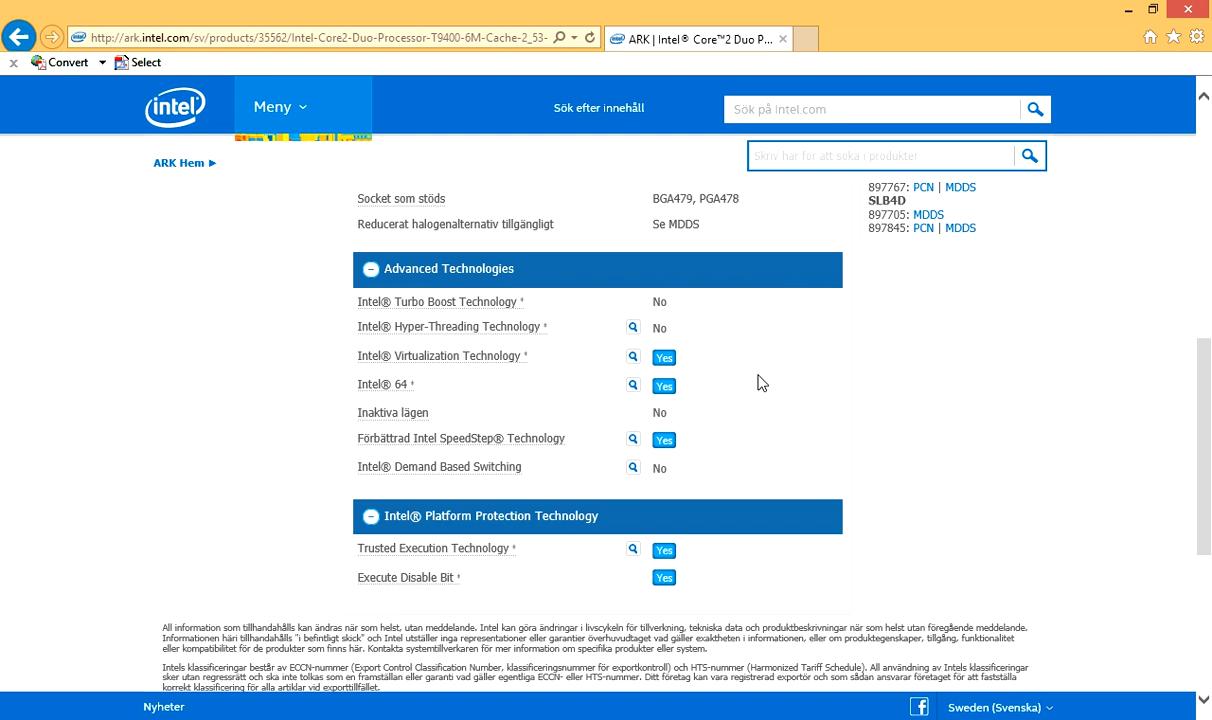 http://ark.intel.com/sv/products/35562/Intel-Core2-Duo-Processor-T9400-6M-Cache-2_53-
ARK | Intel® Core™2 Duo P...
x Convert Select
intel
Meny
Sök efter innehåll
Sök på Intel.com
ARK Hem ►
Skriv här för att söka i produkter
897767: PCN | MDDS
Socket som stöds BGA479, PGA478
SLB4D
897705: MDDS
Reducerat halogenalternativ tillgängligt Se MDDS
897845: PCN | MDDS
Advanced Technologies
Intel® Turbo Boost Technology ‡ No
Intel® Hyper-Threading Technology ‡ No
Intel® Virtualization Technology ‡ Yes
Intel® 64 ‡ Yes
Inaktiva lägen No
Förbättrad Intel SpeedStep® Technology Yes
Intel® Demand Based Switching No
Intel® Platform Protection Technology
Trusted Execution Technology ‡ Yes
Execute Disable Bit ‡ Yes
All information som tillhandahålls kan ändras när som helst, utan meddelande. Intel kan göra ändringar i livscykeln för tillverkning, tekniska data och produktbeskrivningar när som helst utan föregående meddelande.
Informationen häri tillhandahålls "i befintligt skick" och Intel utställer inga representationer eller garantier överhuvudtaget vad gäller exaktheten i informationen, eller om produktegenskaper, tillgång, funktionalitet
eller kompatibilitet för de produkter som finns här. Kontakta systemtillverkaren för mer information om specifika produkter eller system.
Intels klassificeringar består av ECCN-nummer (Export Control Classification Number, klassificeringsnummer för exportkontroll) och HTS-nummer (Harmonized Tariff Schedule). All användning av Intels klassificeringar
sker utan regressrätt och ska inte tolkas som en framställan eller garanti vad gäller egentliga ECCN- eller HTS-nummer. Ditt företag kan vara registrerad exportör och som sådan ansvarar företaget för att fastställa
korrekt klassificering för alla artiklar vid exporttillfället.
Nyheter
Sweden (Svenska)